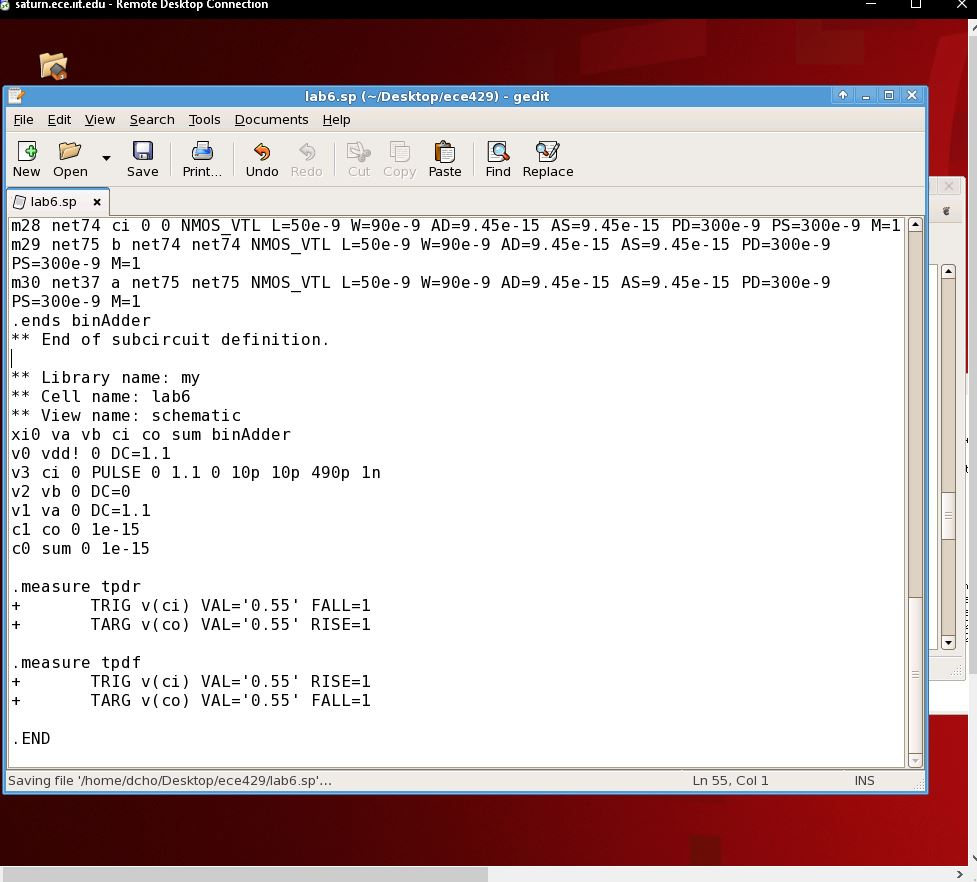 saturn.ece.iit.edu - Remote Desktop Connection
lab6.sp (~/Desktop/ece429) - gedit
File Edit View Search Tools Documents Help
New Open Save Print... Undo Redo Cut Copy Paste Find Replace
lab6.sp
m28 net74 ci 0 0 NMOS_VTL L=50e-9 W=90e-9 AD=9.45e-15 AS=9.45e-15 PD=300e-9 PS=300e-9 M=1
m29 net75 b net74 net74 NMOS_VTL L=50e-9 W=90e-9 AD=9.45e-15 AS=9.45e-15 PD=300e-9
PS=300e-9 M=1
m30 net37 a net75 net75 NMOS_VTL L=50e-9 W=90e-9 AD=9.45e-15 AS=9.45e-15 PD=300e-9
PS=300e-9 M=1
.ends binAdder
** End of subcircuit definition.
** Library name: my
** Cell name: lab6
** View name: schematic
xi0 va vb ci co sum binAdder
v0 vdd! 0 DC=1.1
v3 ci 0 PULSE 0 1.1 0 10p 10p 490p 1n
v2 vb 0 DC=0
v1 va 0 DC=1.1
c1 co 0 1e-15
c0 sum 0 1e-15
.measure tpdr
+ TRIG v(ci) VAL='0.55' FALL=1
+ TARG v(co) VAL='0.55' RISE=1
.measure tpdf
+ TRIG v(ci) VAL='0.55' RISE=1
+ TARG v(co) VAL='0.55' FALL=1
.END
Saving file '/home/dcho/Desktop/ece429/lab6.sp'... Ln 55, Col 1 INS